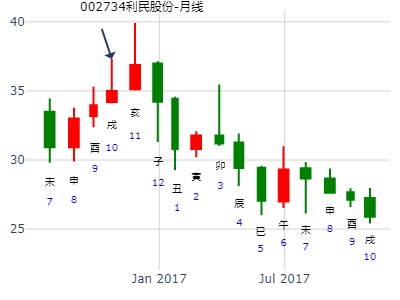 002734利民股份-月线
40
35
30
25
未
7
申
8
酉
9
戌
10
亥
11
子
12
丑
1
寅
2
卯
3
辰
4
巳
5
午
6
未
7
申
8
酉
9
戌
10
Jan 2017
Jul 2017